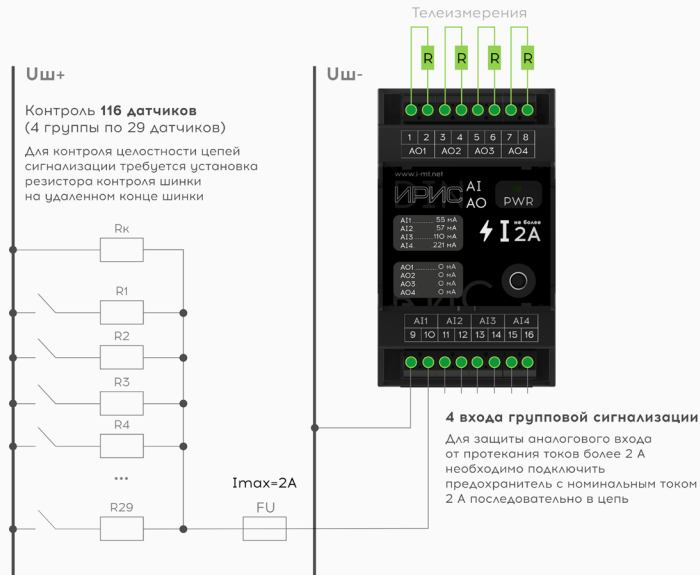 Телеизмерения
R R R R
Uш+
Uш-
Контроль 116 датчиков
(4 группы по 29 датчиков)
Для контроля целостности цепей
сигнализации требуется установка
резистора контроля шинки
на удаленном конце шинки
1 2 3 4 5 6 7 8
AO1 AO2 AO3 AO4
www.i-mt.net
ИРИС AI
AO
PWR
AI1 55 мА
AI2 57 мА
AI3 110 мА
AI4 221 мА
не более
I 2A
AO1 0 мА
AO2 0 мА
AO3 0 мА
AO4 0 мА
AI1 AI2 AI3 AI4
9 10 11 12 13 14 15 16
Rк
R1
R2
R3
R4
...
R29
Imax=2A
FU
4 входа групповой сигнализации
Для защиты аналогового входа
от протекания токов более 2 А
необходимо подключить
предохранитель с номинальным током
2 А последовательно в цепь